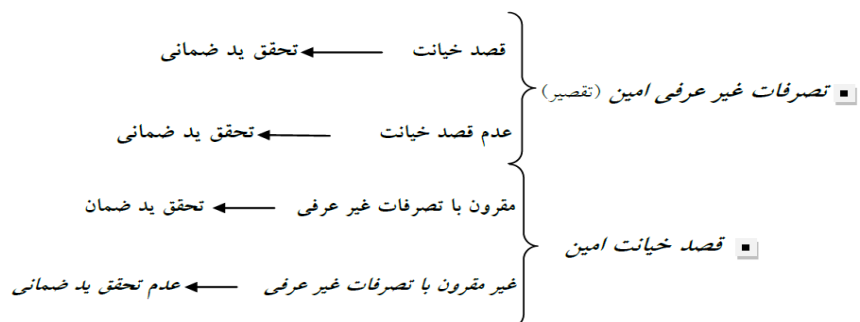 ▪ تصرفات غیر عرفی امین (تقصیر)
قصد خیانت ← تحقق ید ضمانی
عدم قصد خیانت ← تحقق ید ضمانی
▪ قصد خیانت امین
مقرون با تصرفات غیر عرفی ← تحقق ید ضمان
غیر مقرون با تصرفات غیر عرفی ← عدم تحقق ید ضمانی